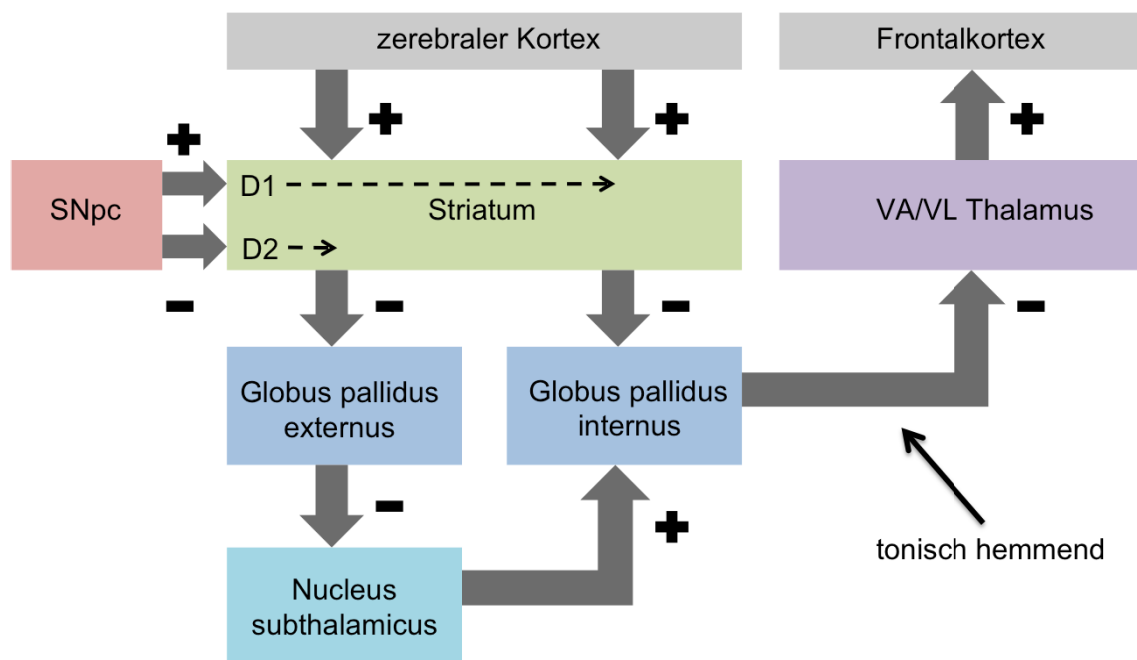 zerebraler Kortex
Frontalkortex
+
+
+
+
SNpc
D1
Striatum
VA/VL Thalamus
D2
-
-
-
-
Globus pallidus
externus
Globus pallidus
internus
-
+
tonisch hemmend
Nucleus
subthalamicus